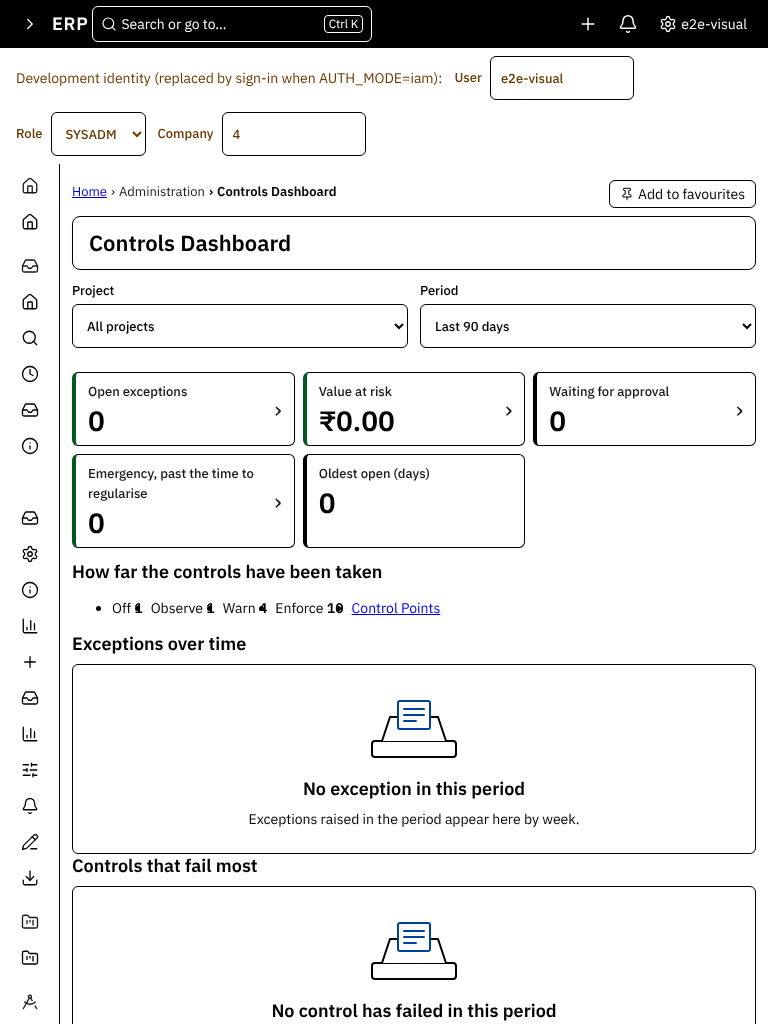 ERP Search or go to... Ctrl K e2e-visual
Development identity (replaced by sign-in when AUTH_MODE=iam): User e2e-visual
Role SYSADM Company 4
Home › Administration › Controls Dashboard Add to favourites
Controls Dashboard
Project Period
All projects Last 90 days
Open exceptions Value at risk Waiting for approval
0 ₹0.00 0
Emergency, past the time to Oldest open (days)
regularise 0
0
How far the controls have been taken
Off Observe Warn Enforce Control Points
Exceptions over time
No exception in this period
Exceptions raised in the period appear here by week.
Controls that fail most
No control has failed in this period